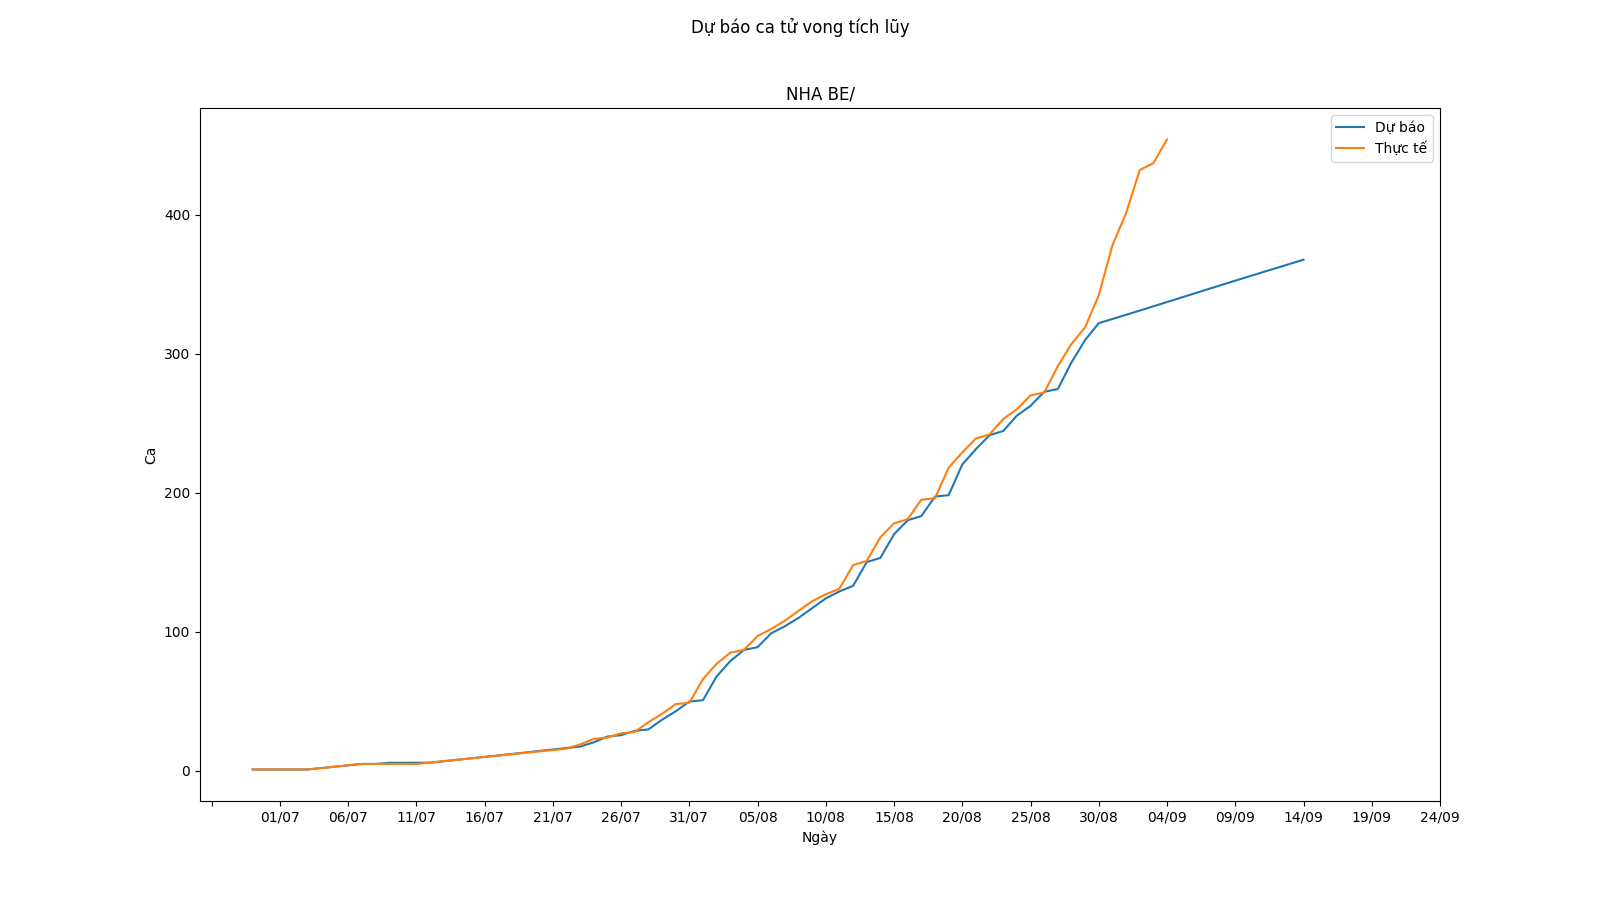 Dự báo ca tử vong tích lũy
NHA BE/
Dự báo
Thực tế
400
300
200
100
0
Ca
01/07 06/07 11/07 16/07 21/07 26/07 31/07 05/08 10/08 15/08 20/08 25/08 30/08 04/09 09/09 14/09 19/09 24/09
Ngày